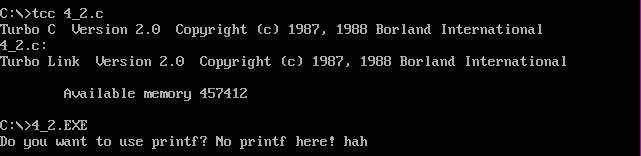 C:\>tcc 4_2.c
Turbo C  Version 2.0  Copyright (c) 1987, 1988 Borland International
4_2.c:
Turbo Link  Version 2.0  Copyright (c) 1987, 1988 Borland International
        Available memory 457412
C:\>4_2.EXE
Do you want to use printf? No printf here! hah